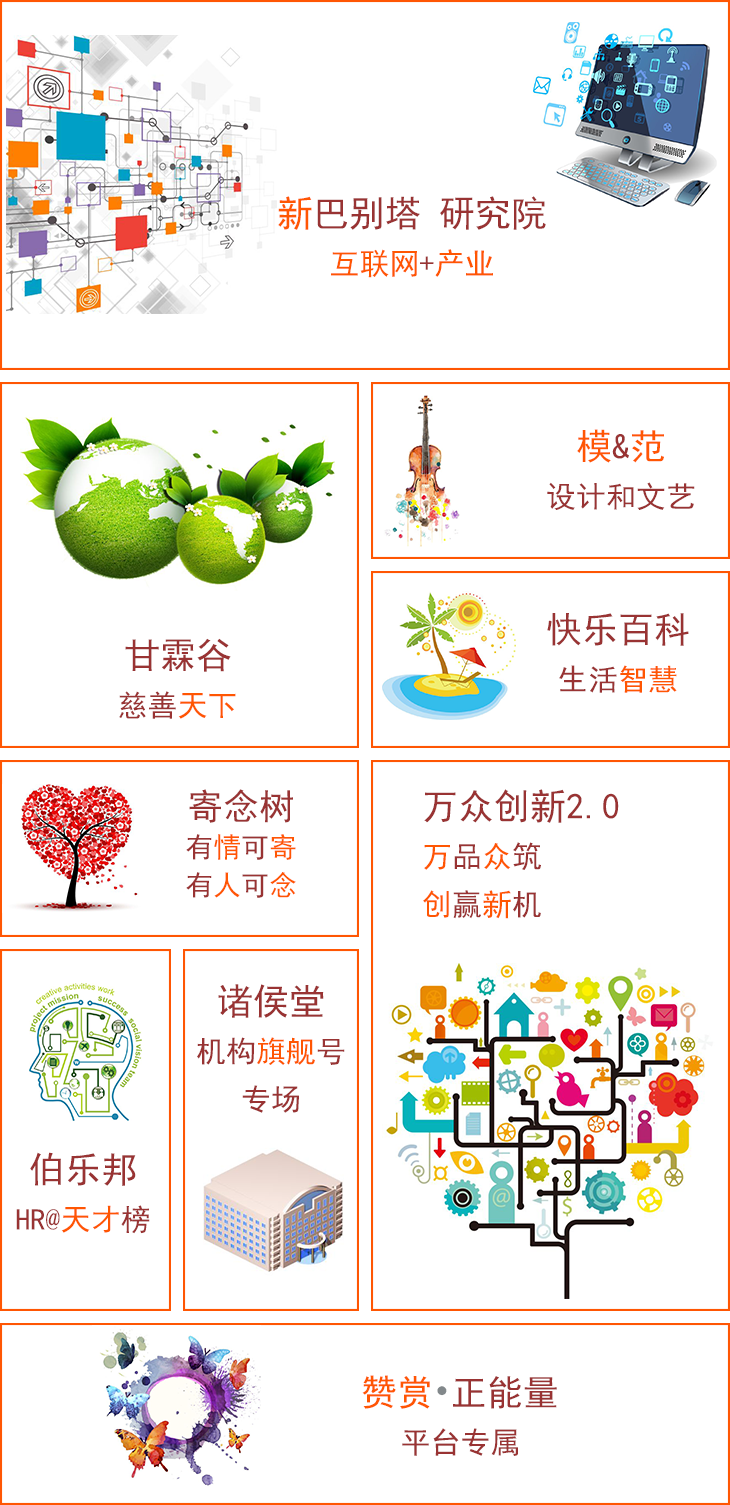 新巴别塔 研究院
互联网+产业
甘霖谷
慈善天下
模&范
设计和文艺
快乐百科
生活智慧
寄念树
有情可寄
有人可念
万众创新2.0
万品众筑
创赢新机
creative activities work
project mission
success social vision team
伯乐邦
HR@天才榜
诸侯堂
机构旗舰号
专场
@
8
$
赞赏•正能量
平台专属